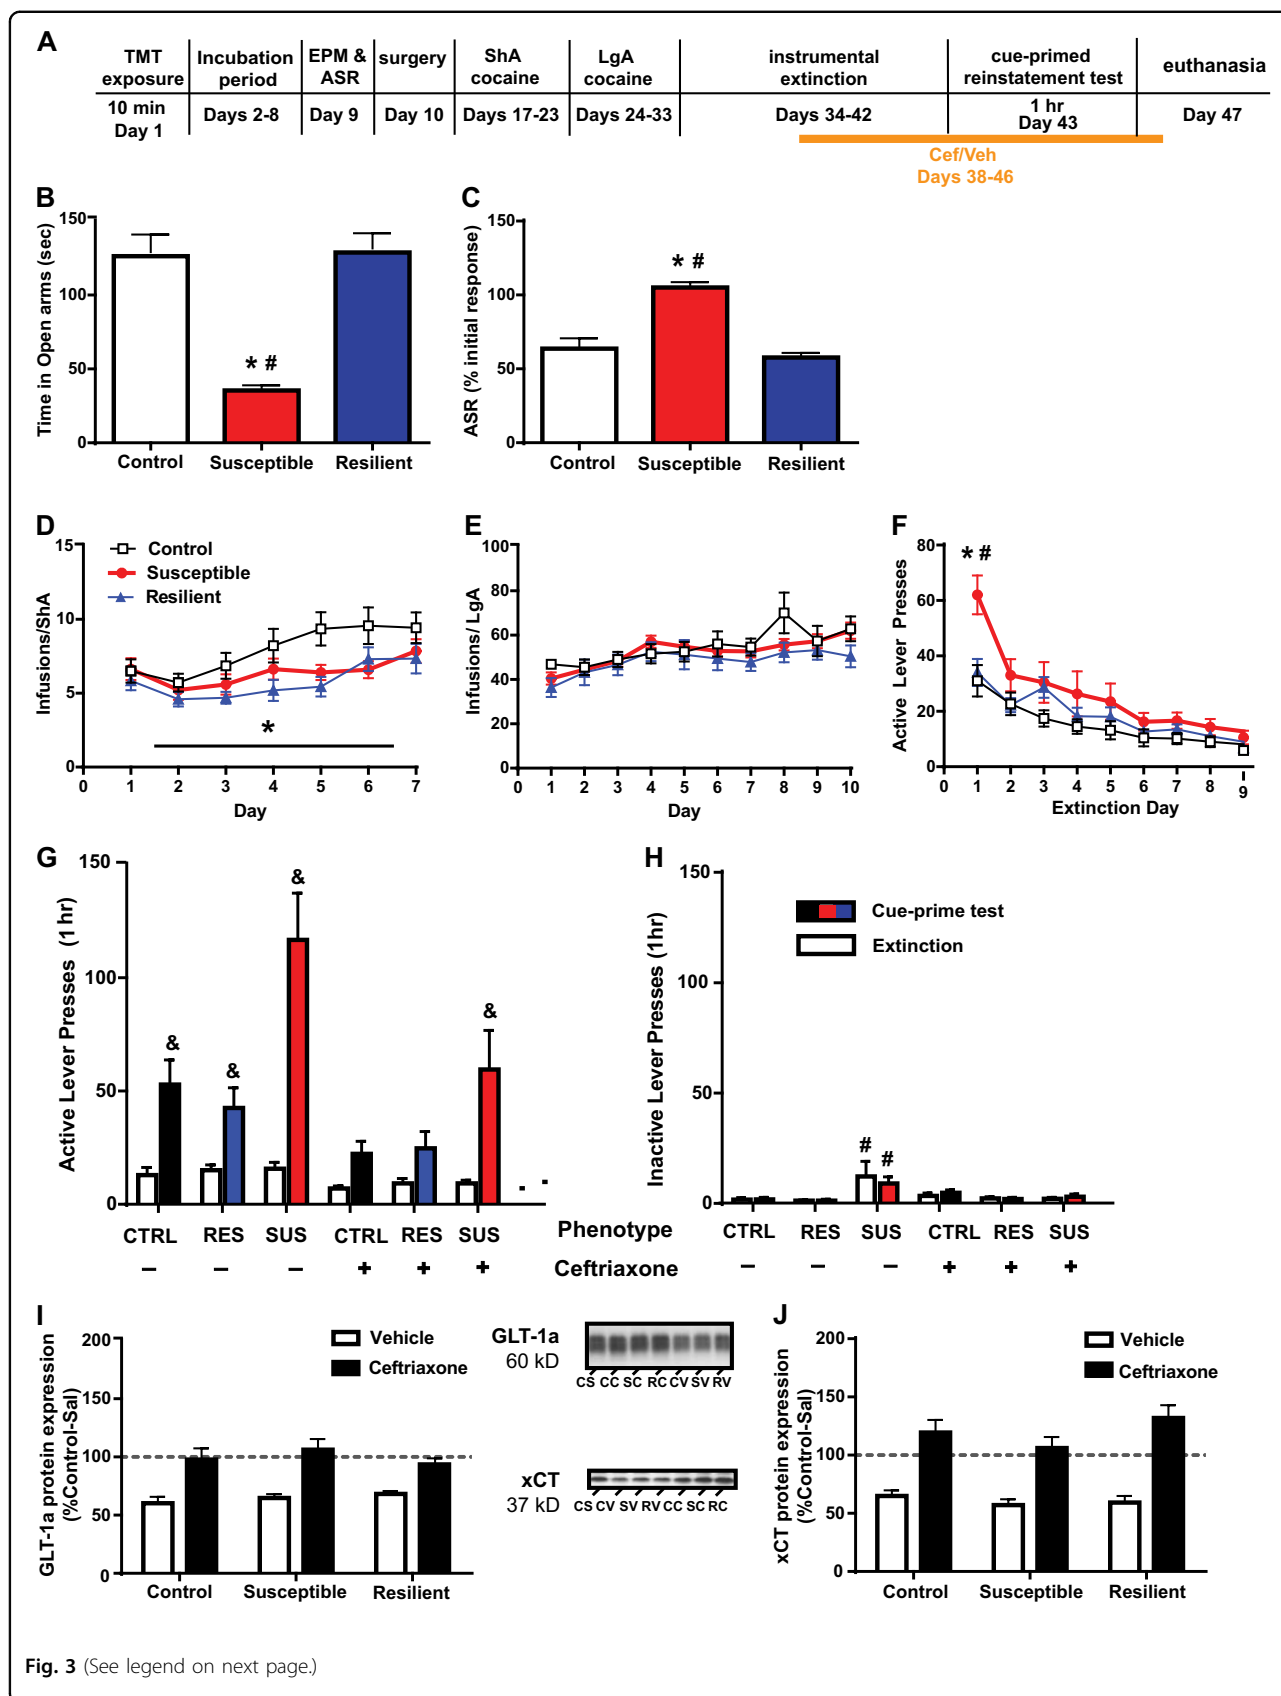 A
TMT exposure
Incubation period
EPM & ASR
surgery
ShA cocaine
LgA cocaine
instrumental extinction
cue-primed reinstatement test
euthanasia
10 min Day 1
Days 2-8
Day 9
Day 10
Days 17-23
Days 24-33
Days 34-42
1 hr Day 43
Day 47
Cef/Veh
Days 38-46
B
Time in Open arms (sec)
150
100
50
0
* #
Control Susceptible Resilient
C
ASR (% initial response)
150
100
50
0
* #
Control Susceptible Resilient
D
Infusions/ShA
15
10
5
0
Control
Susceptible
Resilient
*
0 1 2 3 4 5 6 7
Day
E
Infusions/ LgA
100
80
60
40
20
0
0 1 2 3 4 5 6 7 8 9 10
Day
F
Active Lever Presses
80
60
40
20
0
* #
0 1 2 3 4 5 6 7 8 9
Extinction Day
G
Active Lever Presses (1 hr)
150
100
50
0
& & & &
CTRL RES SUS CTRL RES SUS
− − − + + +
Phenotype
Ceftriaxone
H
Inactive Lever Presses (1hr)
150
100
50
0
Cue-prime test
Extinction
# #
CTRL RES SUS CTRL RES SUS
− − − + + +
I
GLT-1a protein expression
(%Control-Sal)
200
150
100
50
0
Vehicle
Ceftriaxone
Control Susceptible Resilient
GLT-1a
60 kD
CS CC SC RC CV SV RV
xCT
37 kD
CS CV SV RV CC SC RC
J
xCT protein expression
(%Control-Sal)
200
150
100
50
0
Vehicle
Ceftriaxone
Control Susceptible Resilient
Fig. 3 (See legend on next page.)